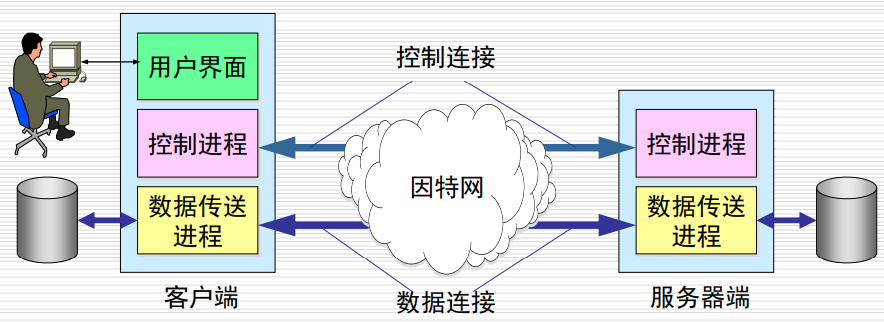 控制连接
用户界面
控制进程
控制进程
因特网
数据传送
进程
数据传送
进程
客户端
数据连接
服务器端